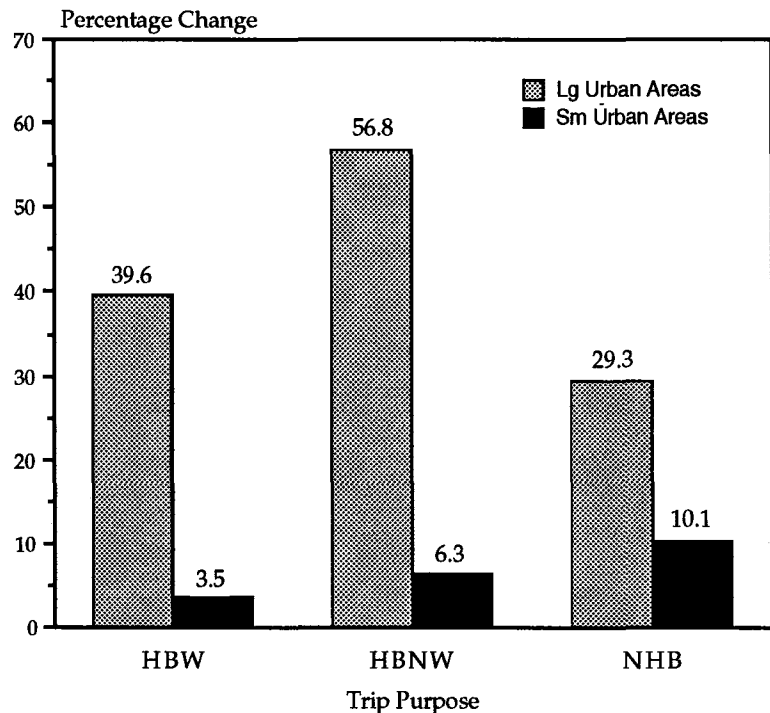 Percentage Change
70
60
50
40
30
20
10
0
Lg Urban Areas
Sm Urban Areas
39.6
3.5
56.8
6.3
29.3
10.1
HBW
HBNW
NHB
Trip Purpose